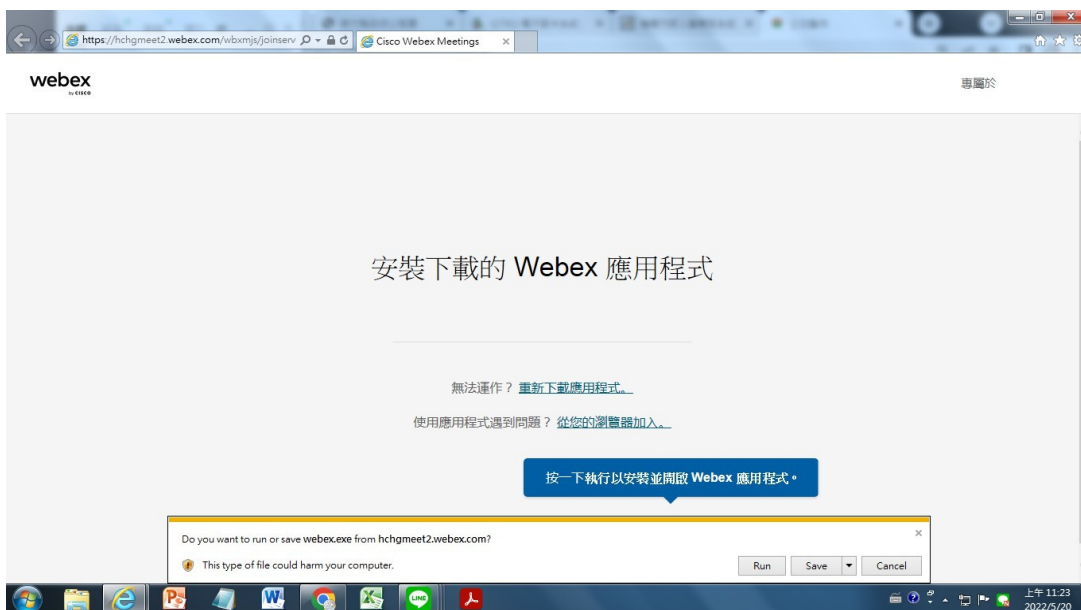 https://hchgmeet2.webex.com/wbxmjs/joinserv
Cisco Webex Meetings
webex
by CISCO
專屬於
安裝下載的 Webex 應用程式
無法運作？ 重新下載應用程式。
使用應用程式遇到問題？ 從您的瀏覽器加入。
按一下執行以安裝並開啟 Webex 應用程式。
Do you want to run or save webex.exe from hchgmeet2.webex.com?
This type of file could harm your computer.
Run
Save
Cancel
LINE
上午 11:23
2022/5/20